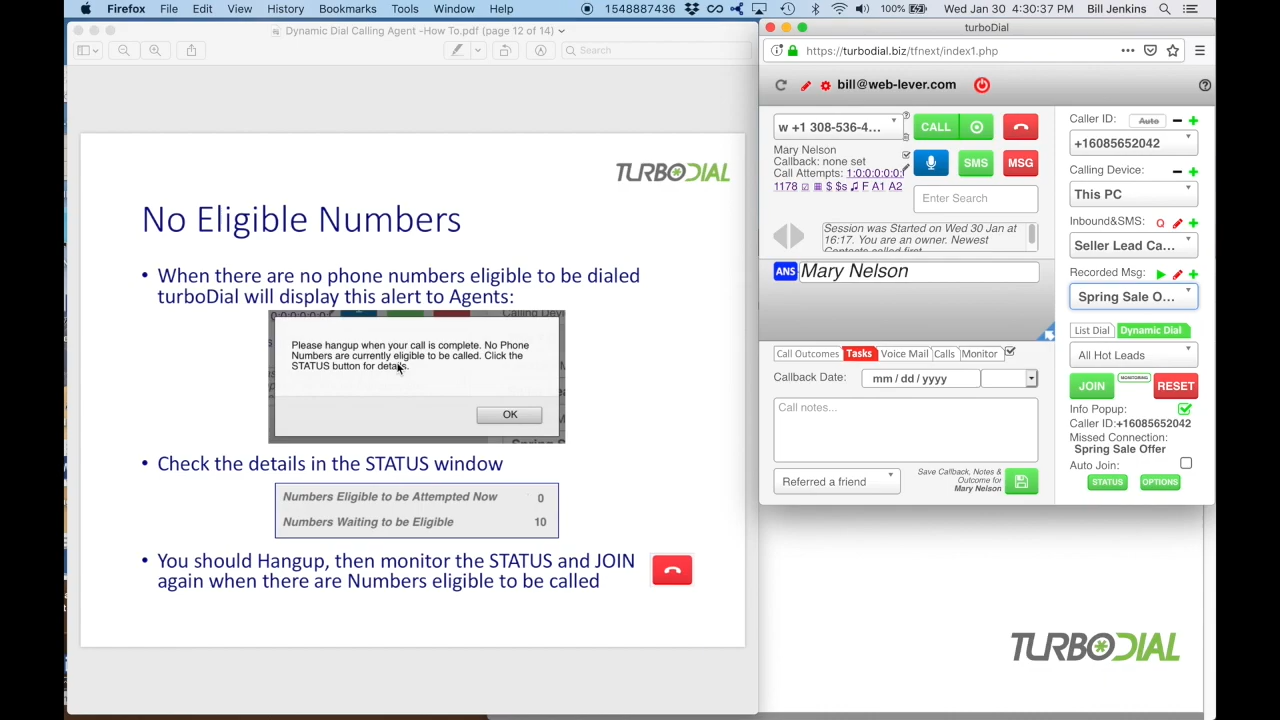 Firefox File Edit View History Bookmarks Tools Window Help 1548887436 100% Wed Jan 30 4:30:37 PM Bill Jenkins
Dynamic Dial Calling Agent -How To.pdf (page 12 of 14)
Search
TURBODIAL
No Eligible Numbers
• When there are no phone numbers eligible to be dialed
turboDial will display this alert to Agents:
Please hangup when your call is complete. No Phone
Numbers are currently eligible to be called. Click the
STATUS button for details.
OK
• Check the details in the STATUS window
Numbers Eligible to be Attempted Now 0
Numbers Waiting to be Eligible 10
• You should Hangup, then monitor the STATUS and JOIN
again when there are Numbers eligible to be called
turboDial
https://turbodial.biz/tfnext/index1.php
bill@web-lever.com
w +1 308-536-4...
CALL
Mary Nelson
Callback: none set
Call Attempts: 1:0:0:0:0:
1178 $ $s F A1 A2
SMS
MSG
Enter Search
Session was Started on Wed 30 Jan at
16:17. You are an owner. Newest
ANS Mary Nelson
Call Outcomes Tasks Voice Mail Calls Monitor
Callback Date: mm / dd / yyyy
Call notes...
Referred a friend
Save Callback, Notes &
Outcome for
Mary Nelson
Caller ID: Auto
+16085652042
Calling Device:
This PC
Inbound&SMS: Q
Seller Lead Ca...
Recorded Msg:
Spring Sale O...
List Dial Dynamic Dial
All Hot Leads
JOIN MONITORING RESET
Info Popup:
Caller ID:+16085652042
Missed Connection:
Spring Sale Offer
Auto Join:
STATUS OPTIONS
TURBODIAL